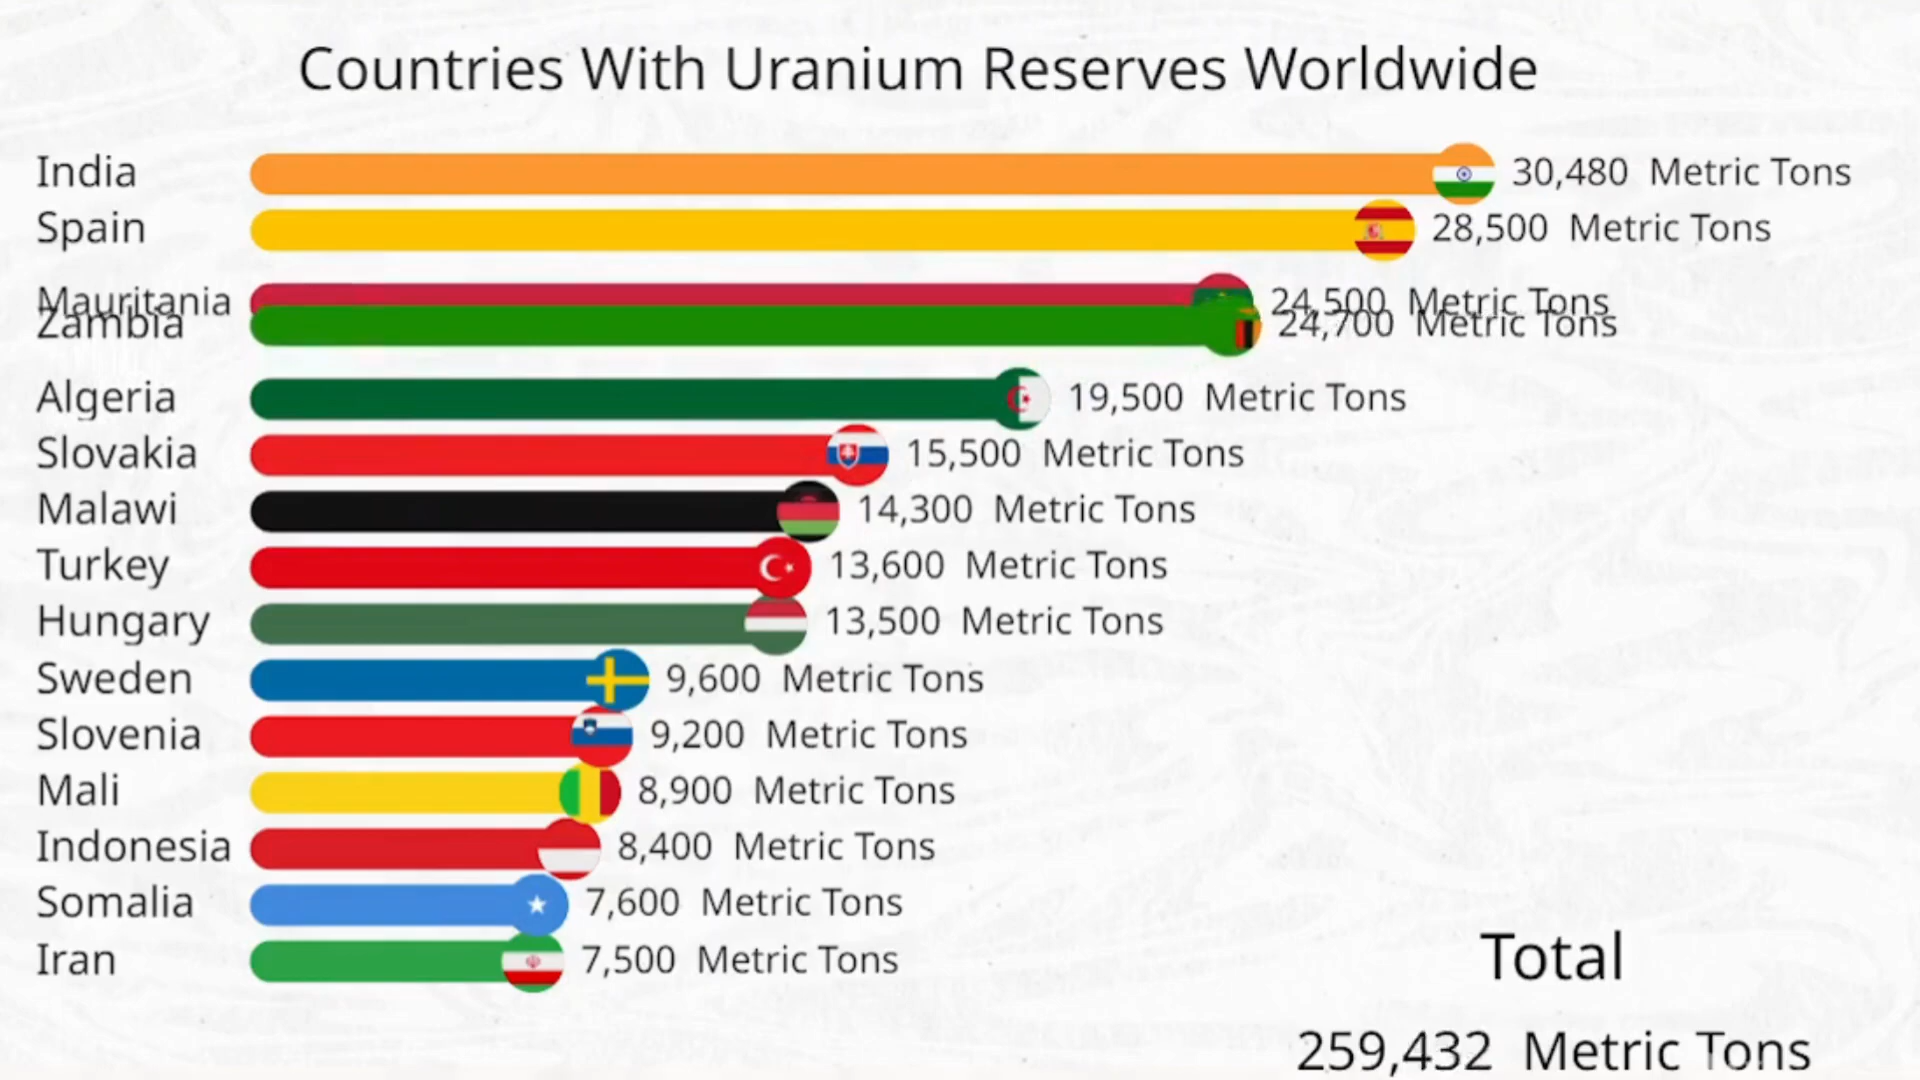 Countries With Uranium Reserves Worldwide
India 30,480 Metric Tons
Spain 28,500 Metric Tons
Mauritania 24,500 Metric Tons
Zambia 24,700 Metric Tons
Algeria 19,500 Metric Tons
Slovakia 15,500 Metric Tons
Malawi 14,300 Metric Tons
Turkey 13,600 Metric Tons
Hungary 13,500 Metric Tons
Sweden 9,600 Metric Tons
Slovenia 9,200 Metric Tons
Mali 8,900 Metric Tons
Indonesia 8,400 Metric Tons
Somalia 7,600 Metric Tons
Iran 7,500 Metric Tons
Total
259,432 Metric Tons